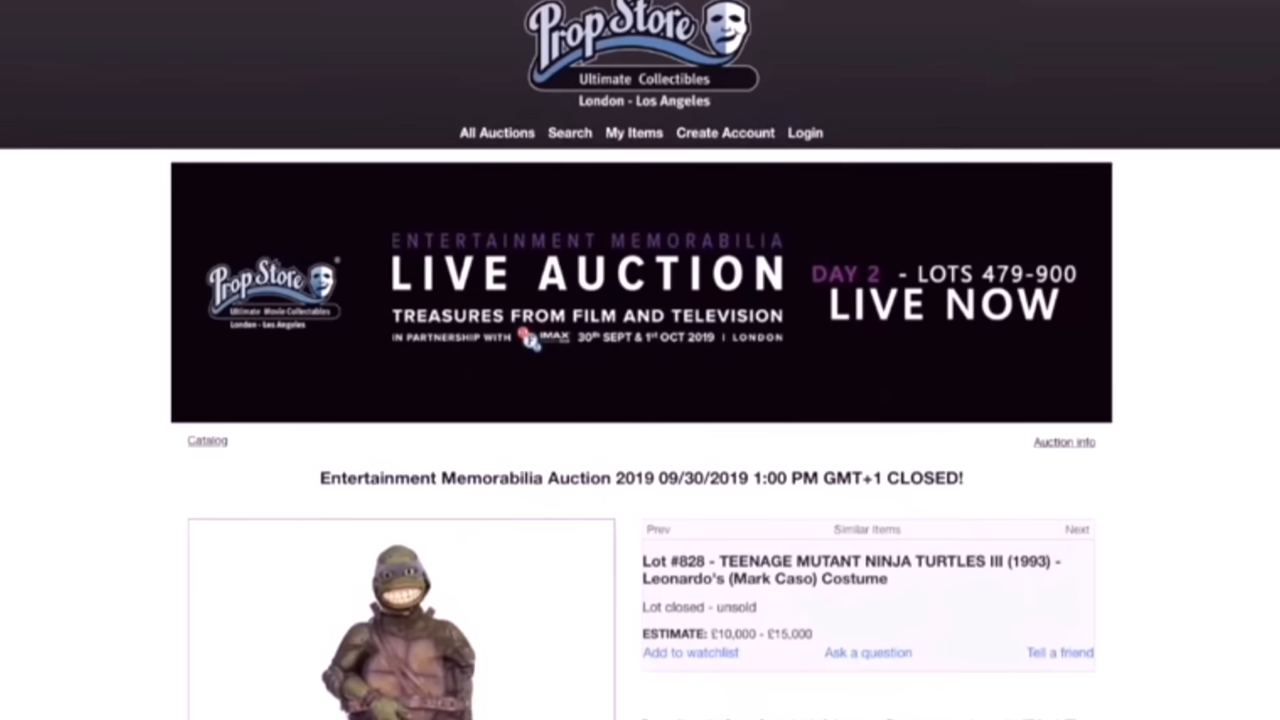 Prop Store
Ultimate Collectibles
London - Los Angeles
All Auctions Search My Items Create Account Login
ENTERTAINMENT MEMORABILIA
LIVE AUCTION
TREASURES FROM FILM AND TELEVISION
IN PARTNERSHIP WITH BFI IMAX 30th SEPT & 1st OCT 2019 | LONDON
Prop Store
Ultimate Movie Collectables
London - Los Angeles
DAY 2 - LOTS 479-900
LIVE NOW
Catalog
Auction info
Entertainment Memorabilia Auction 2019 09/30/2019 1:00 PM GMT+1 CLOSED!
Prev Similar Items Next
Lot #828 - TEENAGE MUTANT NINJA TURTLES III (1993) -
Leonardo's (Mark Caso) Costume
Lot closed - unsold
ESTIMATE: £10,000 - £15,000
Add to watchlist Ask a question Tell a friend